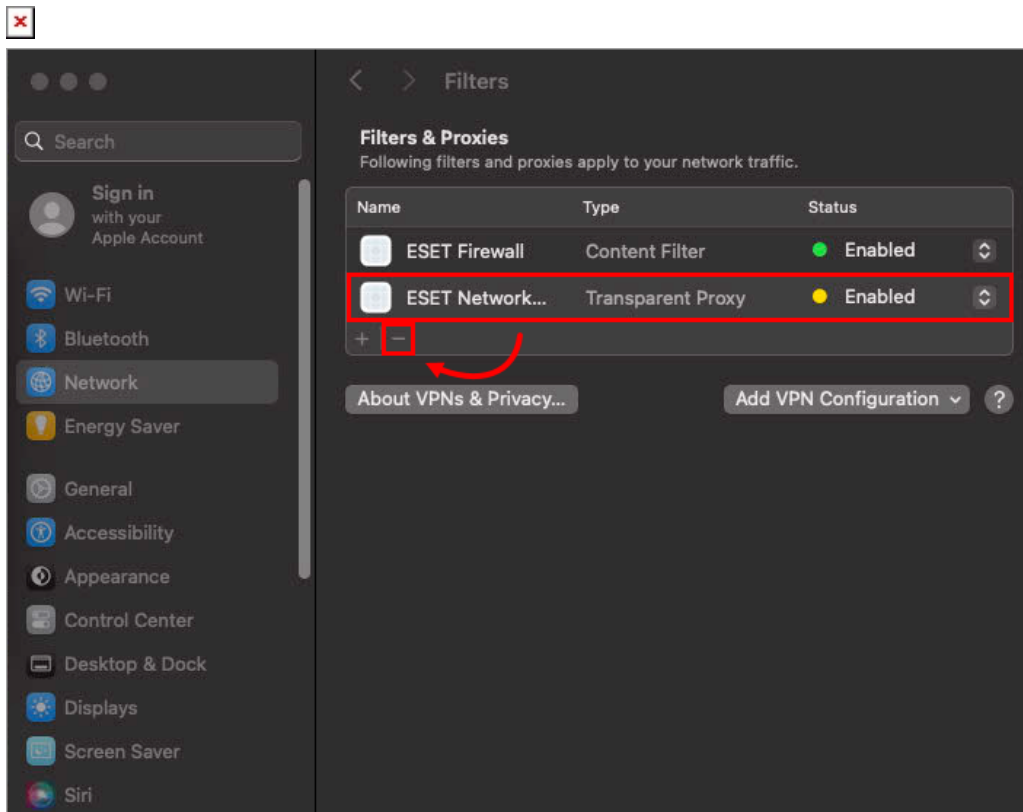 Filters
Search
Sign in
with your
Apple Account
Wi-Fi
Bluetooth
Network
Energy Saver
General
Accessibility
Appearance
Control Center
Desktop & Dock
Displays
Screen Saver
Siri
Filters & Proxies
Following filters and proxies apply to your network traffic.
Name Type Status
ESET Firewall Content Filter Enabled
ESET Network... Transparent Proxy Enabled
+ −
About VPNs & Privacy... Add VPN Configuration ?